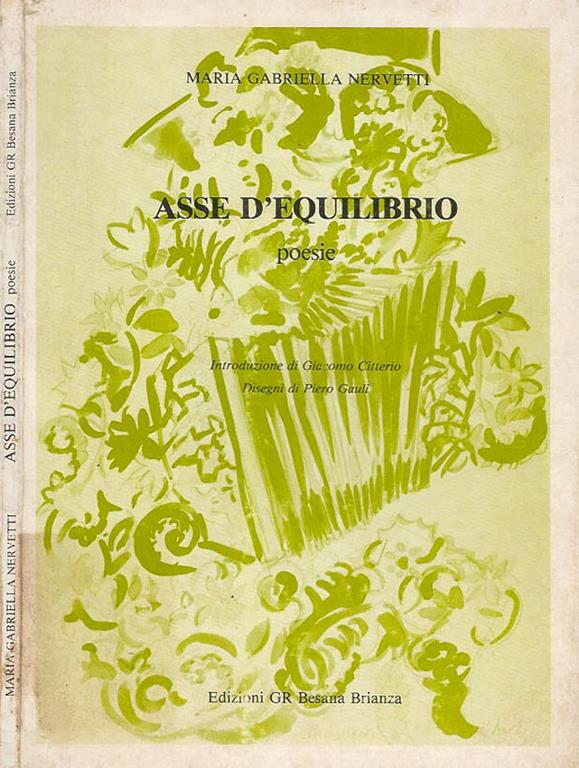 MARIA GABRIELLA NERVETTI
ASSE D'EQUILIBRIO
poesie
Introduzione di Giacomo Citterio
Disegni di Piero Gauli
Edizioni GR Besana Brianza
MARIA GABRIELLA NERVETTI ASSE D'EQUILIBRIO poesie Edizioni GR Besana Brianza